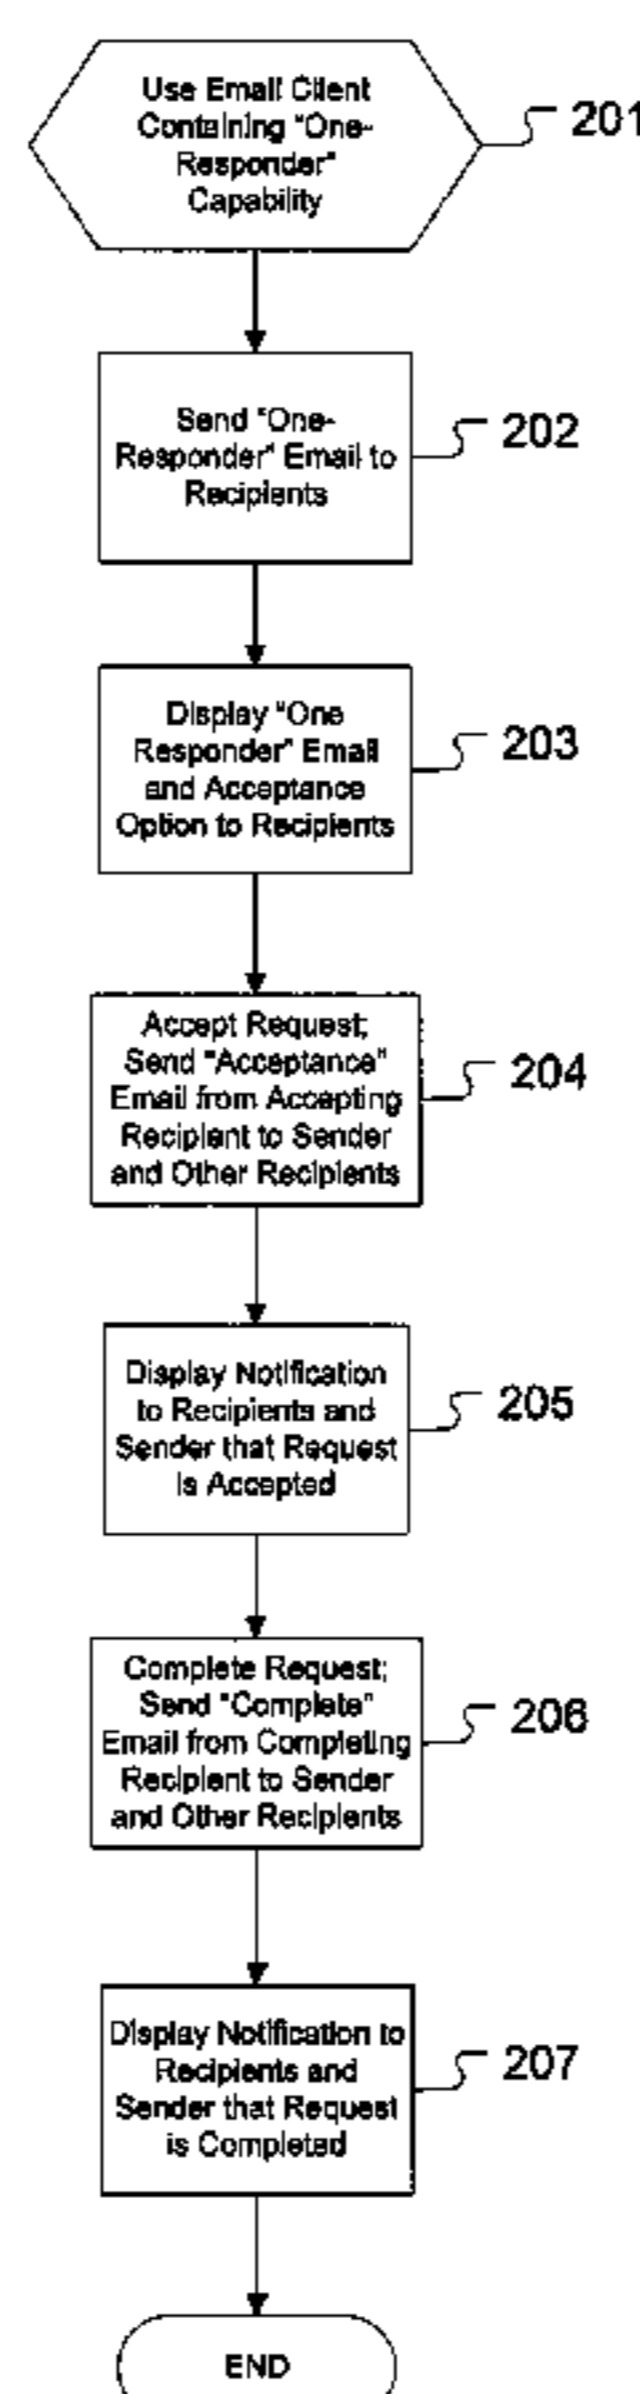 Use Email Client
Containing "One-
Responder"
Capability
201
Send "One-
Responder" Email to
Recipients
202
Display "One
Responder" Email
and Acceptance
Option to Recipients
203
Accept Request;
Send "Acceptance"
Email from Accepting
Recipient to Sender
and Other Recipients
204
Display Notification
to Recipients and
Sender that Request
is Accepted
205
Complete Request;
Send "Complete"
Email from Completing
Recipient to Sender
and Other Recipients
206
Display Notification to
Recipients and
Sender that Request
is Completed
207
END